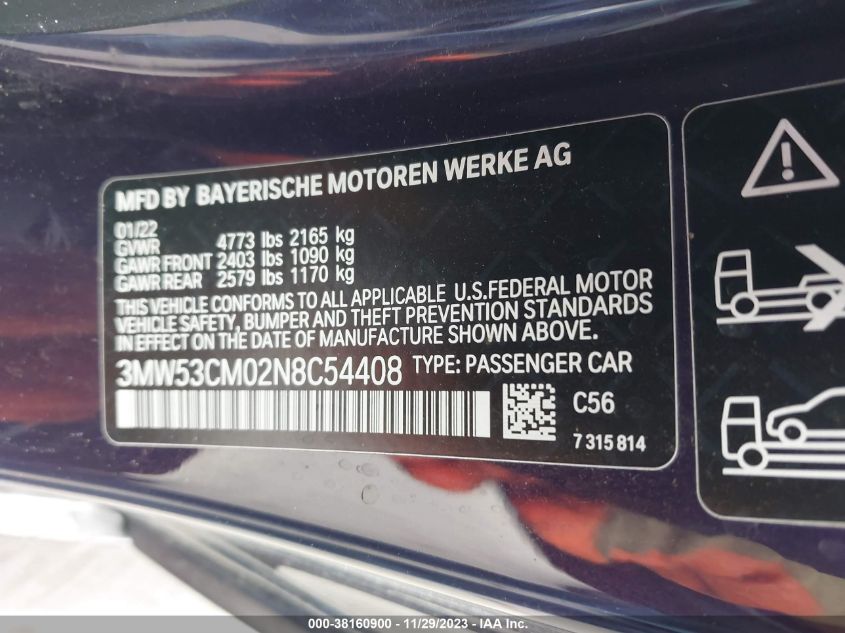 MFD BY BAYERISCHE MOTOREN WERKE AG
01/22
GVWR 4773 lbs 2165 kg
GAWR FRONT 2403 lbs 1090 kg
GAWR REAR 2579 lbs 1170 kg
THIS VEHICLE CONFORMS TO ALL APPLICABLE U.S.FEDERAL MOTOR
VEHICLE SAFETY, BUMPER AND THEFT PREVENTION STANDARDS
IN EFFECT ON THE DATE OF MANUFACTURE SHOWN ABOVE.
3MW53CM02N8C54408 TYPE: PASSENGER CAR
C56
7 315 814
000-38160900 - 11/29/2023 - IAA Inc.